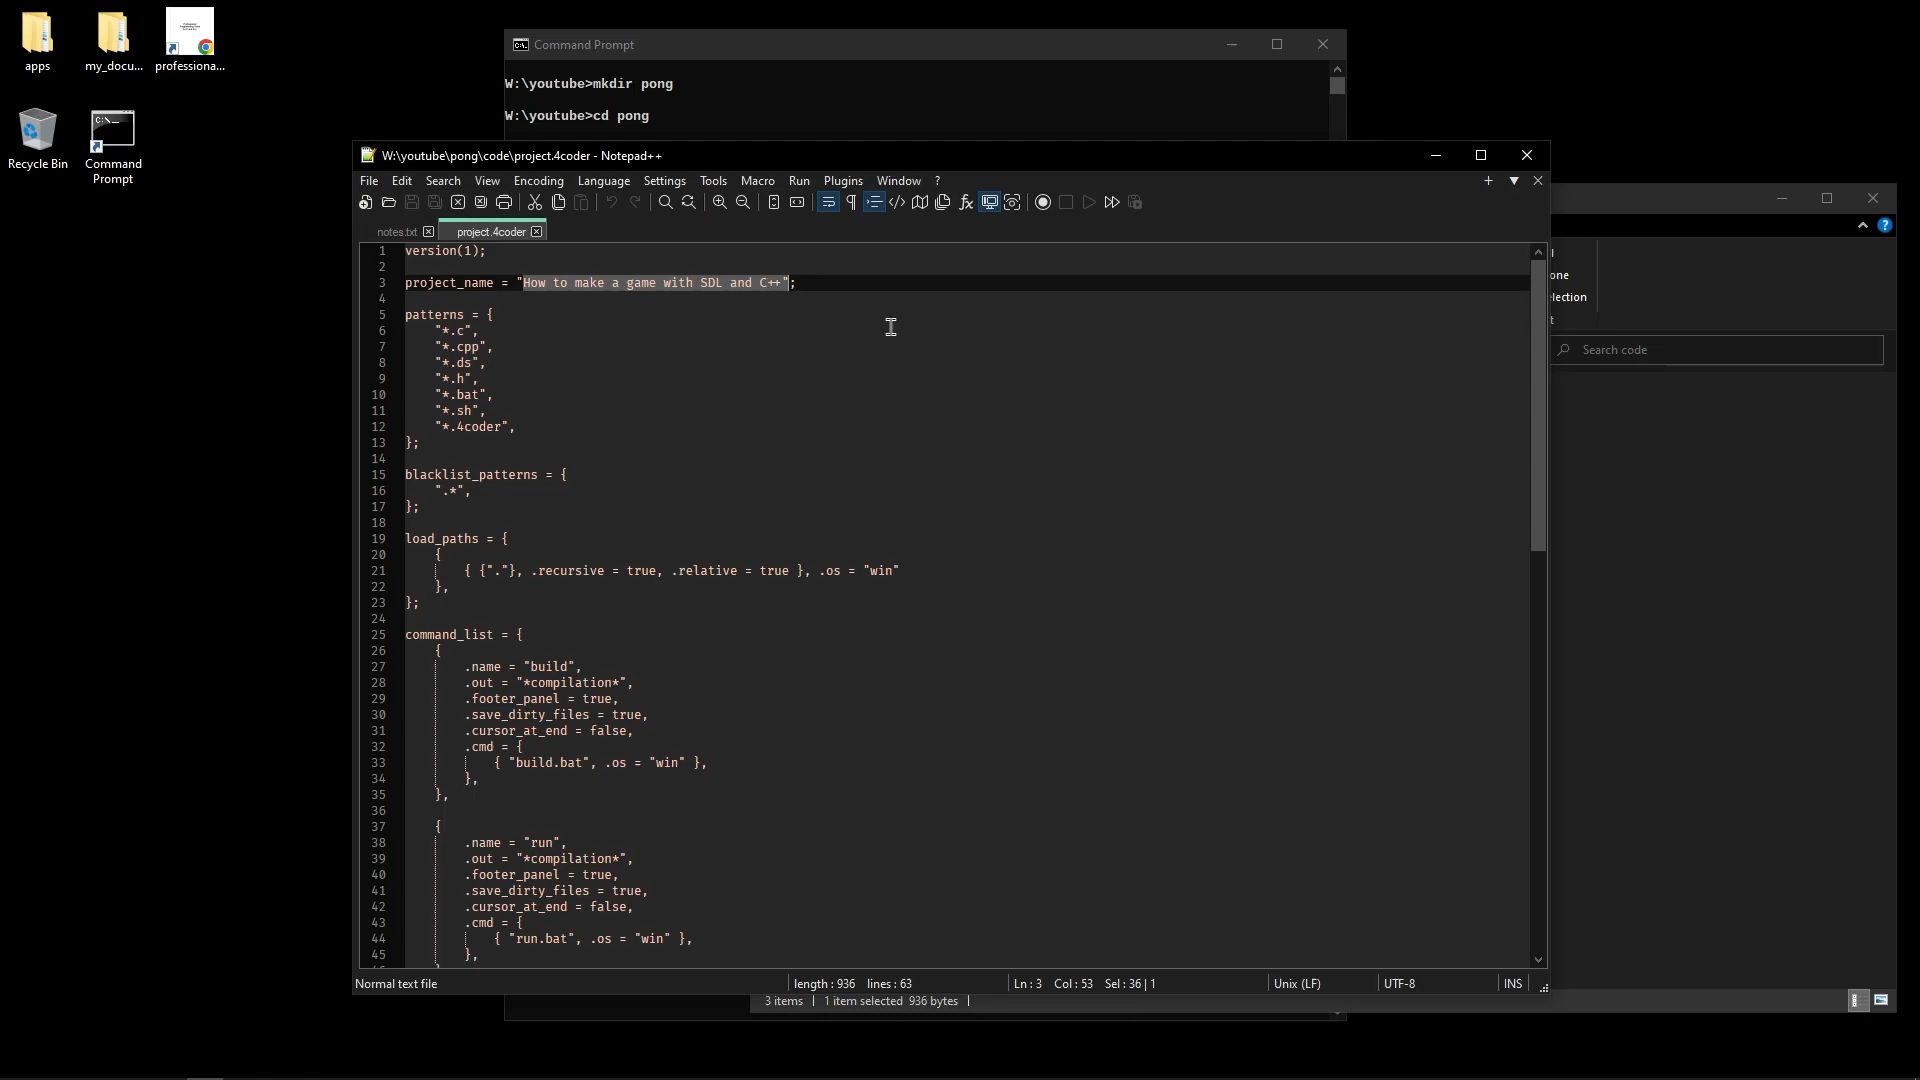 apps
my_docu...
professiona...
Recycle Bin
Command
Prompt
Command Prompt
W:\youtube>mkdir pong
W:\youtube>cd pong
W:\youtube\pong\code\project.4coder - Notepad++
File Edit Search View Encoding Language Settings Tools Macro Run Plugins Window ?
notes.txt project.4coder
1 version(1);
2
3 project_name = "How to make a game with SDL and C++";
4
5 patterns = {
6 "*.c",
7 "*.cpp",
8 "*.ds",
9 "*.h",
10 "*.bat",
11 "*.sh",
12 "*.4coder",
13 };
14
15 blacklist_patterns = {
16 ".*",
17 };
18
19 load_paths = {
20 {
21 { {"."}, .recursive = true, .relative = true }, .os = "win"
22 },
23 };
24
25 command_list = {
26 {
27 .name = "build",
28 .out = "*compilation*",
29 .footer_panel = true,
30 .save_dirty_files = true,
31 .cursor_at_end = false,
32 .cmd = {
33 { "build.bat", .os = "win" },
34 },
35 },
36
37 {
38 .name = "run",
39 .out = "*compilation*",
40 .footer_panel = true,
41 .save_dirty_files = true,
42 .cursor_at_end = false,
43 .cmd = {
44 { "run.bat", .os = "win" },
45 },
Normal text file length : 936 lines : 63 Ln : 3 Col : 53 Sel : 36 | 1 Unix (LF) UTF-8 INS
one
lection
Search code
3 items 1 item selected 936 bytes